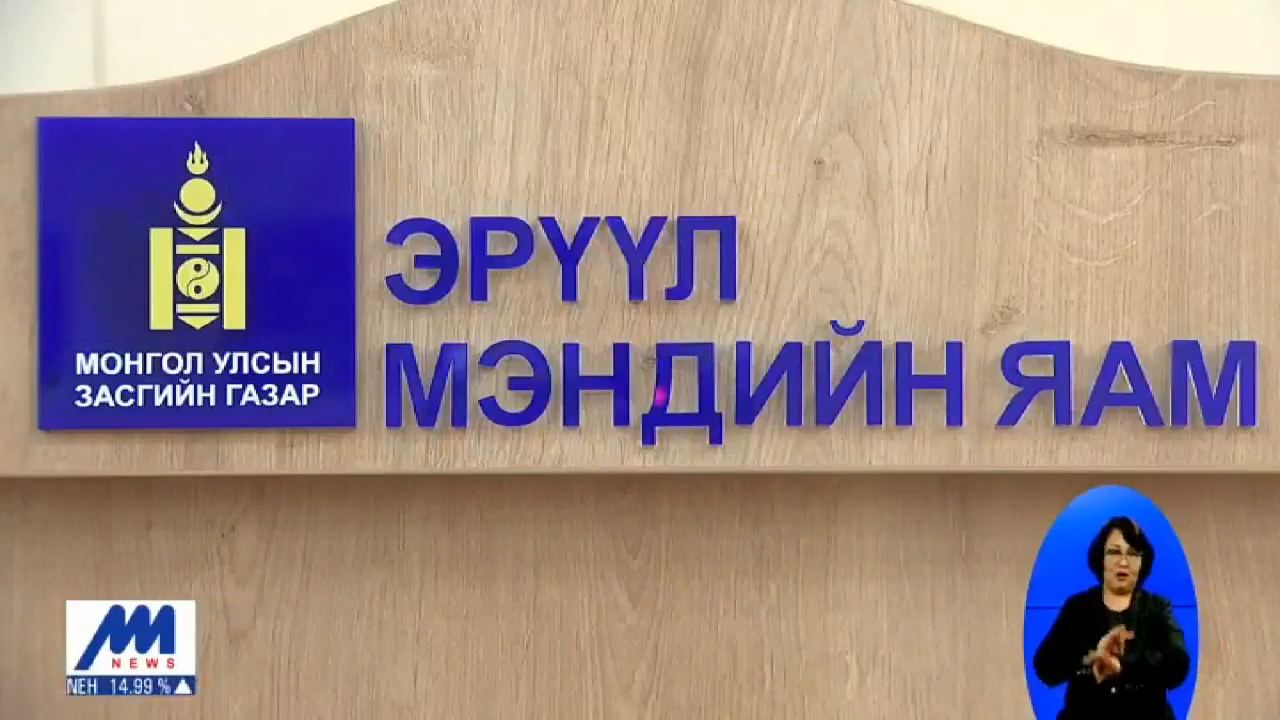 МОНГОЛ УЛСЫН
ЗАСГИЙН ГАЗАР
ЭРҮҮЛ
МЭНДИЙН ЯАМ
M
NEWS
NEH 14.99 %